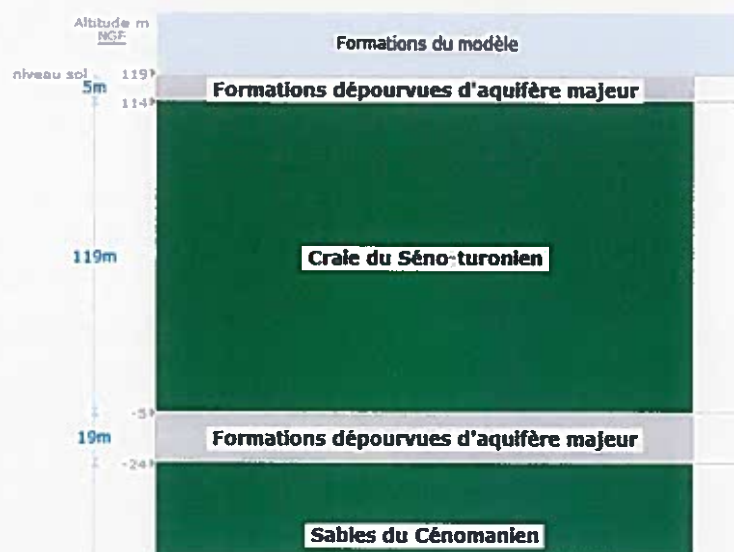 Altitude m
NGF
Formations du modèle
niveau sol 119
5m
Formations dépourvues d'aquifère majeur
114
119m
Craie du Séno-turonien
-5
19m
Formations dépourvues d'aquifère majeur
-24
Sables du Cénomanien